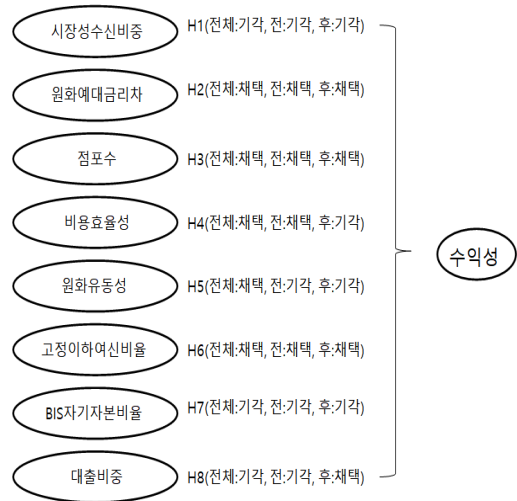 시장성수신비중 H1(전체:기각, 전:기각, 후:기각)
원화예대금리차 H2(전체:채택, 전:채택, 후:채택)
점포수 H3(전체:채택, 전:채택, 후:채택)
비용효율성 H4(전체:채택, 전:채택, 후:기각)
수익성
원화유동성 H5(전체:채택, 전:기각, 후:기각)
고정이하여신비율 H6(전체:채택, 전:채택, 후:채택)
BIS자기자본비율 H7(전체:기각, 전:기각, 후:기각)
대출비중 H8(전체:기각, 전:기각, 후:채택)